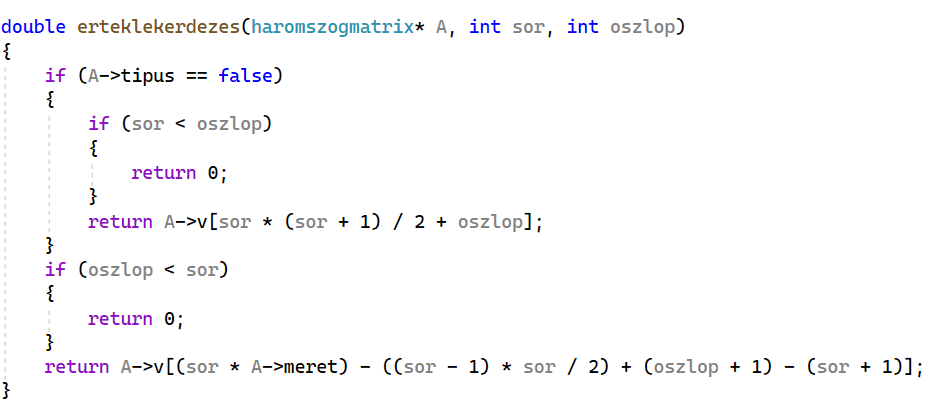 double erteklekerdezes(haromszogmatrix* A, int sor, int oszlop)
{
    if (A->tipus == false)
    {
        if (sor < oszlop)
        {
            return 0;
        }
        return A->v[sor * (sor + 1) / 2 + oszlop];
    }
    if (oszlop < sor)
    {
        return 0;
    }
    return A->v[(sor * A->meret) - ((sor - 1) * sor / 2) + (oszlop + 1) - (sor + 1)];
}